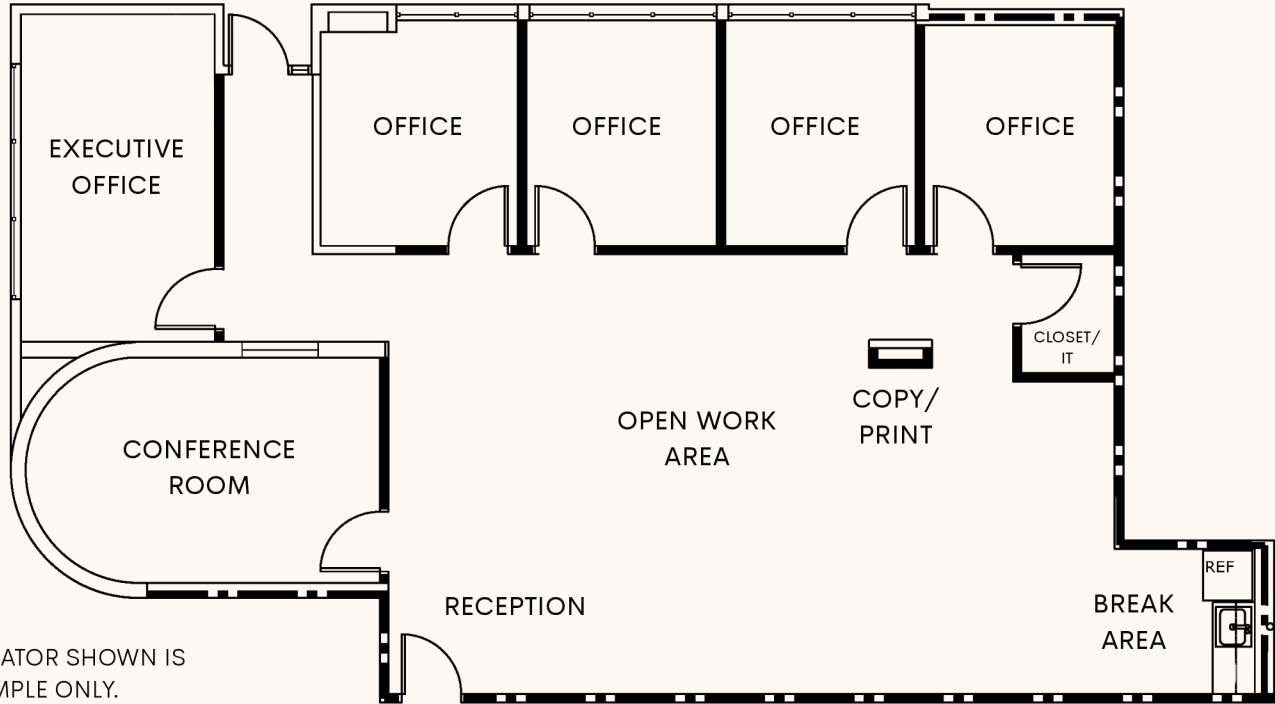 EXECUTIVE
OFFICE
OFFICE
OFFICE
OFFICE
OFFICE
CLOSET/
IT
COPY/
PRINT
OPEN WORK
AREA
CONFERENCE
ROOM
RECEPTION
REF
BREAK
AREA
ATOR SHOWN IS
MPLE ONLY.